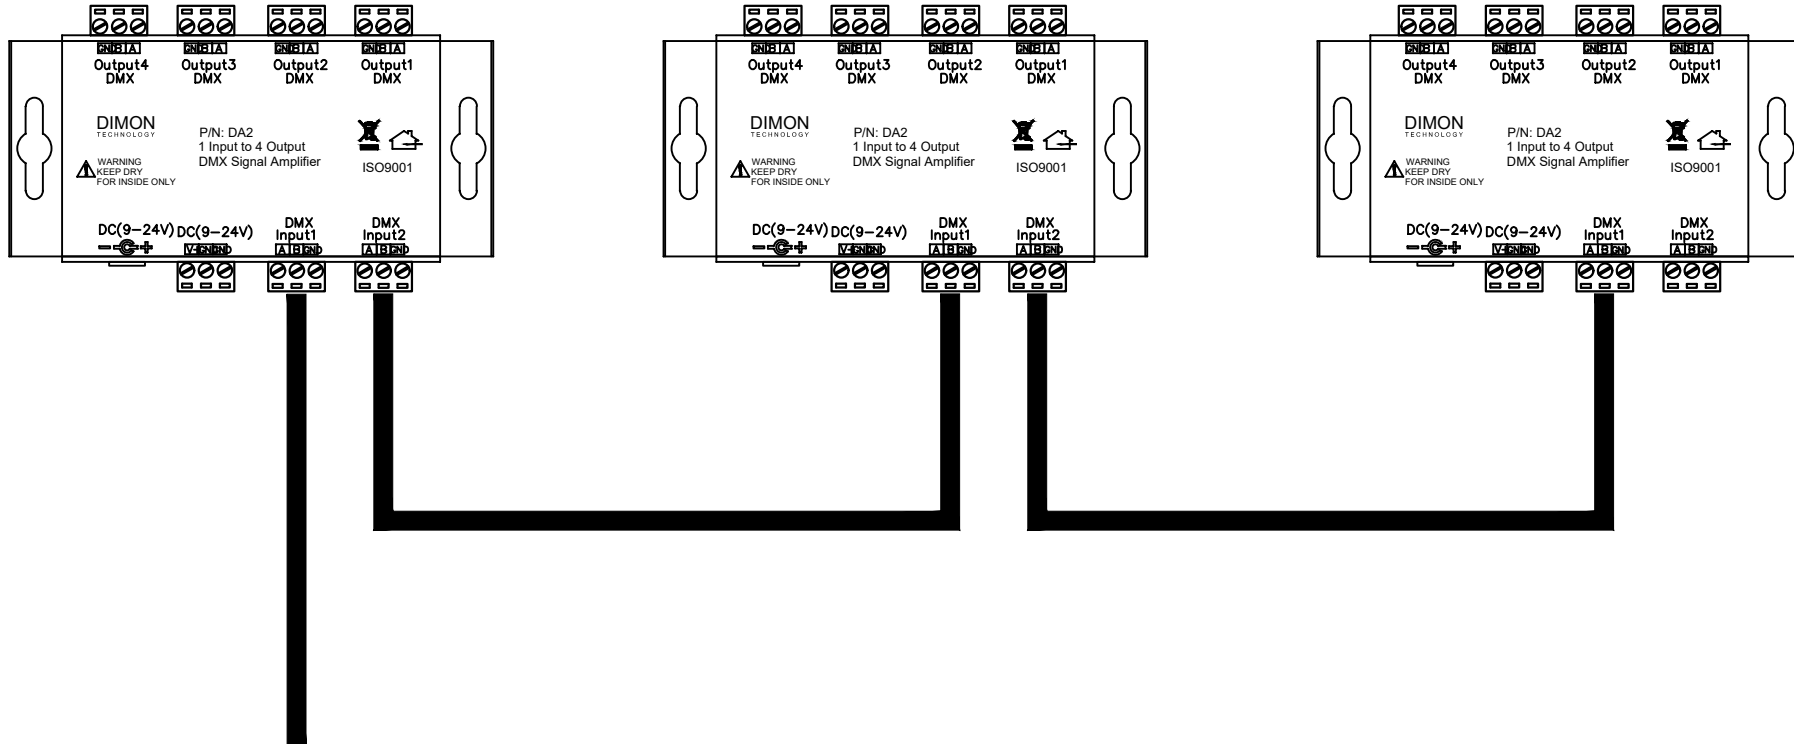 GND B A
GND B A
GND B A
GND B A
Output4 DMX
Output3 DMX
Output2 DMX
Output1 DMX
DIMON
TECHNOLOGY
P/N: DA2
1 Input to 4 Output
DMX Signal Amplifier
WARNING
KEEP DRY
FOR INSIDE ONLY
ISO9001
DC(9-24V)
DC(9-24V)
DMX
Input1
DMX
Input2
- +
V+ GND GND
A B GND
A B GND
GND B A
GND B A
GND B A
GND B A
Output4 DMX
Output3 DMX
Output2 DMX
Output1 DMX
DIMON
TECHNOLOGY
P/N: DA2
1 Input to 4 Output
DMX Signal Amplifier
WARNING
KEEP DRY
FOR INSIDE ONLY
ISO9001
DC(9-24V)
DC(9-24V)
DMX
Input1
DMX
Input2
- +
V+ GND GND
A B GND
A B GND
GND B A
GND B A
GND B A
GND B A
Output4 DMX
Output3 DMX
Output2 DMX
Output1 DMX
DIMON
TECHNOLOGY
P/N: DA2
1 Input to 4 Output
DMX Signal Amplifier
WARNING
KEEP DRY
FOR INSIDE ONLY
ISO9001
DC(9-24V)
DC(9-24V)
DMX
Input1
DMX
Input2
- +
V+ GND GND
A B GND
A B GND